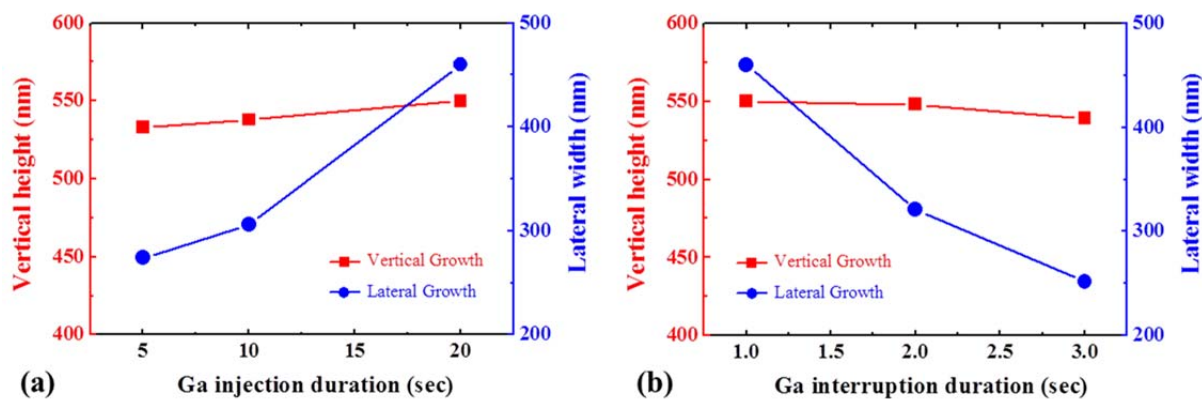 600
550
500
450
400
Vertical height (nm)
500
400
300
200
Lateral width (nm)
Vertical Growth
Lateral Growth
5 10 15 20
(a)
Ga injection duration (sec)
600
550
500
450
400
Vertical height (nm)
500
400
300
200
Lateral width (nm)
Vertical Growth
Lateral Growth
1.0 1.5 2.0 2.5 3.0
(b)
Ga interruption duration (sec)